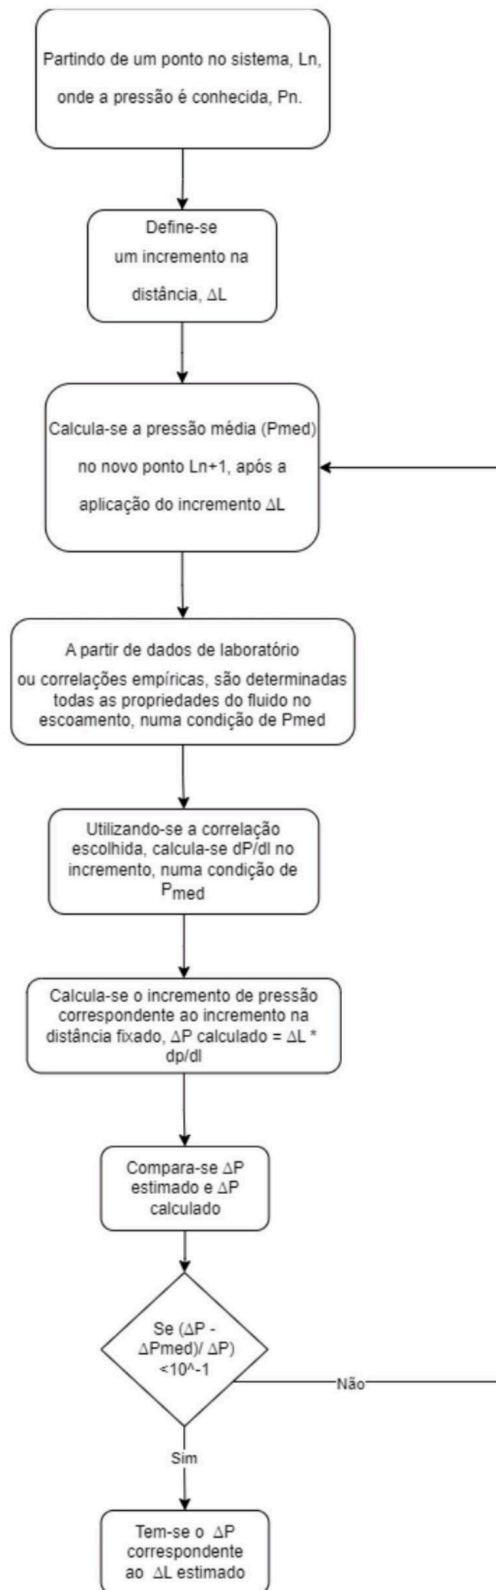 Partindo de um ponto no sistema, Ln,
onde a pressão é conhecida, Pn.
Define-se
um incremento na
distância, ΔL
Calcula-se a pressão média (Pmed)
no novo ponto Ln+1, após a
aplicação do incremento ΔL
A partir de dados de laboratório
ou correlações empíricas, são determinadas
todas as propriedades do fluido no
escoamento, numa condição de Pmed
Utilizando-se a correlação
escolhida, calcula-se dP/dl no
incremento, numa condição de
Pmed
Calcula-se o incremento de pressão
correspondente ao incremento na
distância fixado, ΔP calculado = ΔL *
dp/dl
Compara-se ΔP
estimado e ΔP
calculado
Se (ΔP -
ΔPmed)/ ΔP)
<10^-1
Não
Sim
Tem-se o ΔP
correspondente
ao ΔL estimado